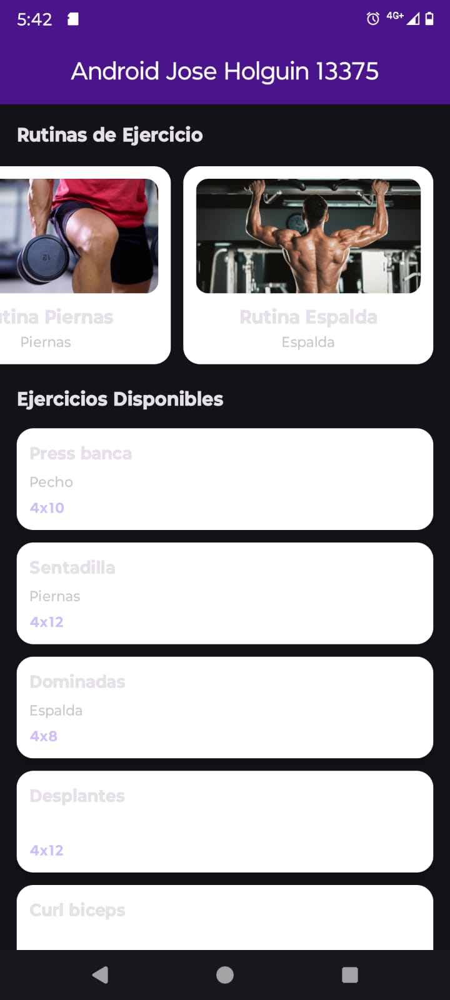 5:42
4G+
Android Jose Holguin 13375
Rutinas de Ejercicio
12
tina Piernas
Piernas
Rutina Espalda
Espalda
Ejercicios Disponibles
Press banca
Pecho
4x10
Sentadilla
Piernas
4x12
Dominadas
Espalda
4x8
Desplantes
4x12
Curl biceps